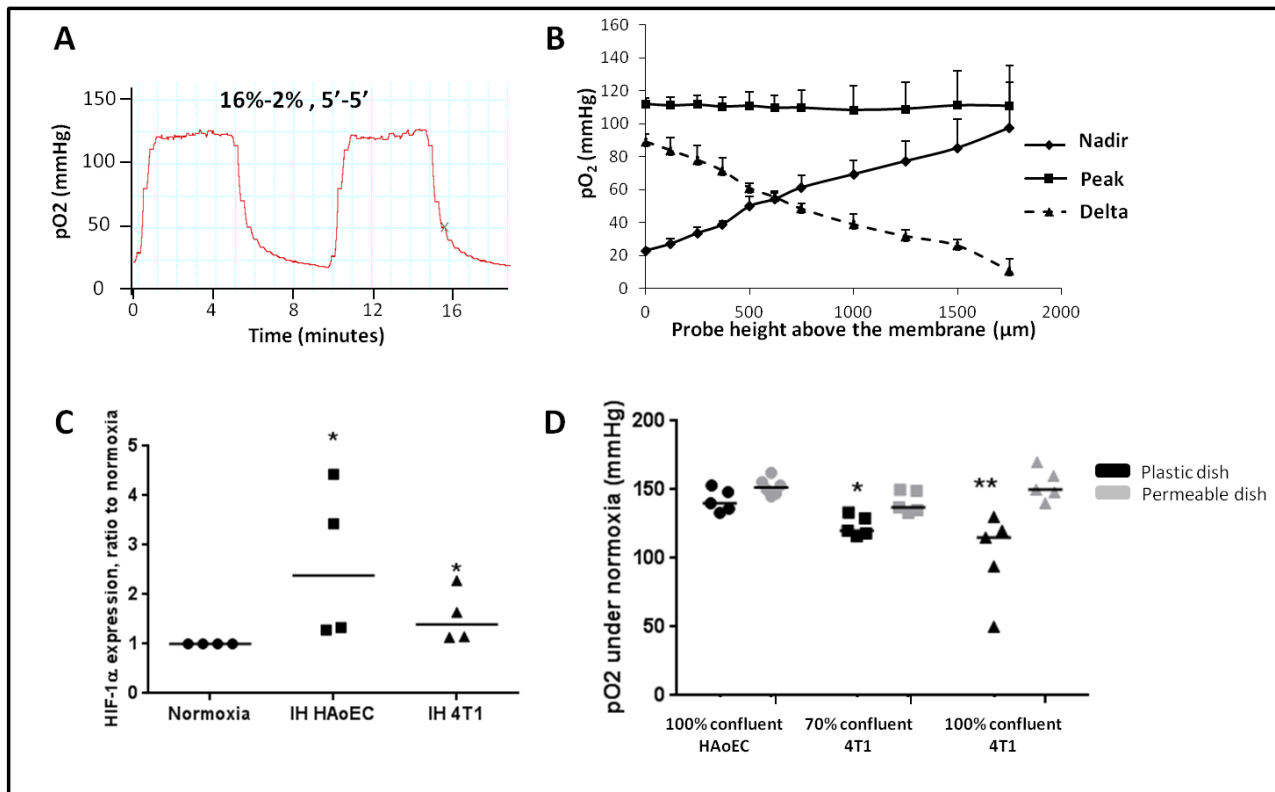 A
16%-2% , 5'-5'
pO2 (mmHg)
150
100
50
0
0
4
8
12
16
Time (minutes)
B
pO₂ (mmHg)
160
140
120
100
80
60
40
20
0
0
500
1000
1500
2000
Probe height above the membrane (µm)
Nadir
Peak
Delta
C
HIF-1α expression, ratio to normoxia
5
4
3
2
1
0
*
*
Normoxia
IH HAoEC
IH 4T1
D
pO2 under normoxia (mmHg)
200
150
100
50
0
*
**
100% confluent
HAoEC
70% confluent
4T1
100% confluent
4T1
Plastic dish
Permeable dish